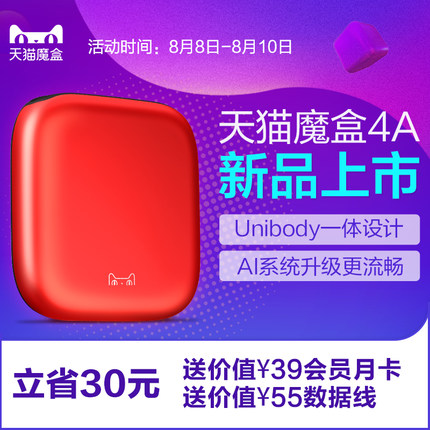 天猫魔盒
活动时间：8月8日-8月10日
天猫魔盒4A
新品上市
Unibody一体设计
AI系统升级更流畅
立省30元
送价值¥39会员月卡
送价值¥55数据线